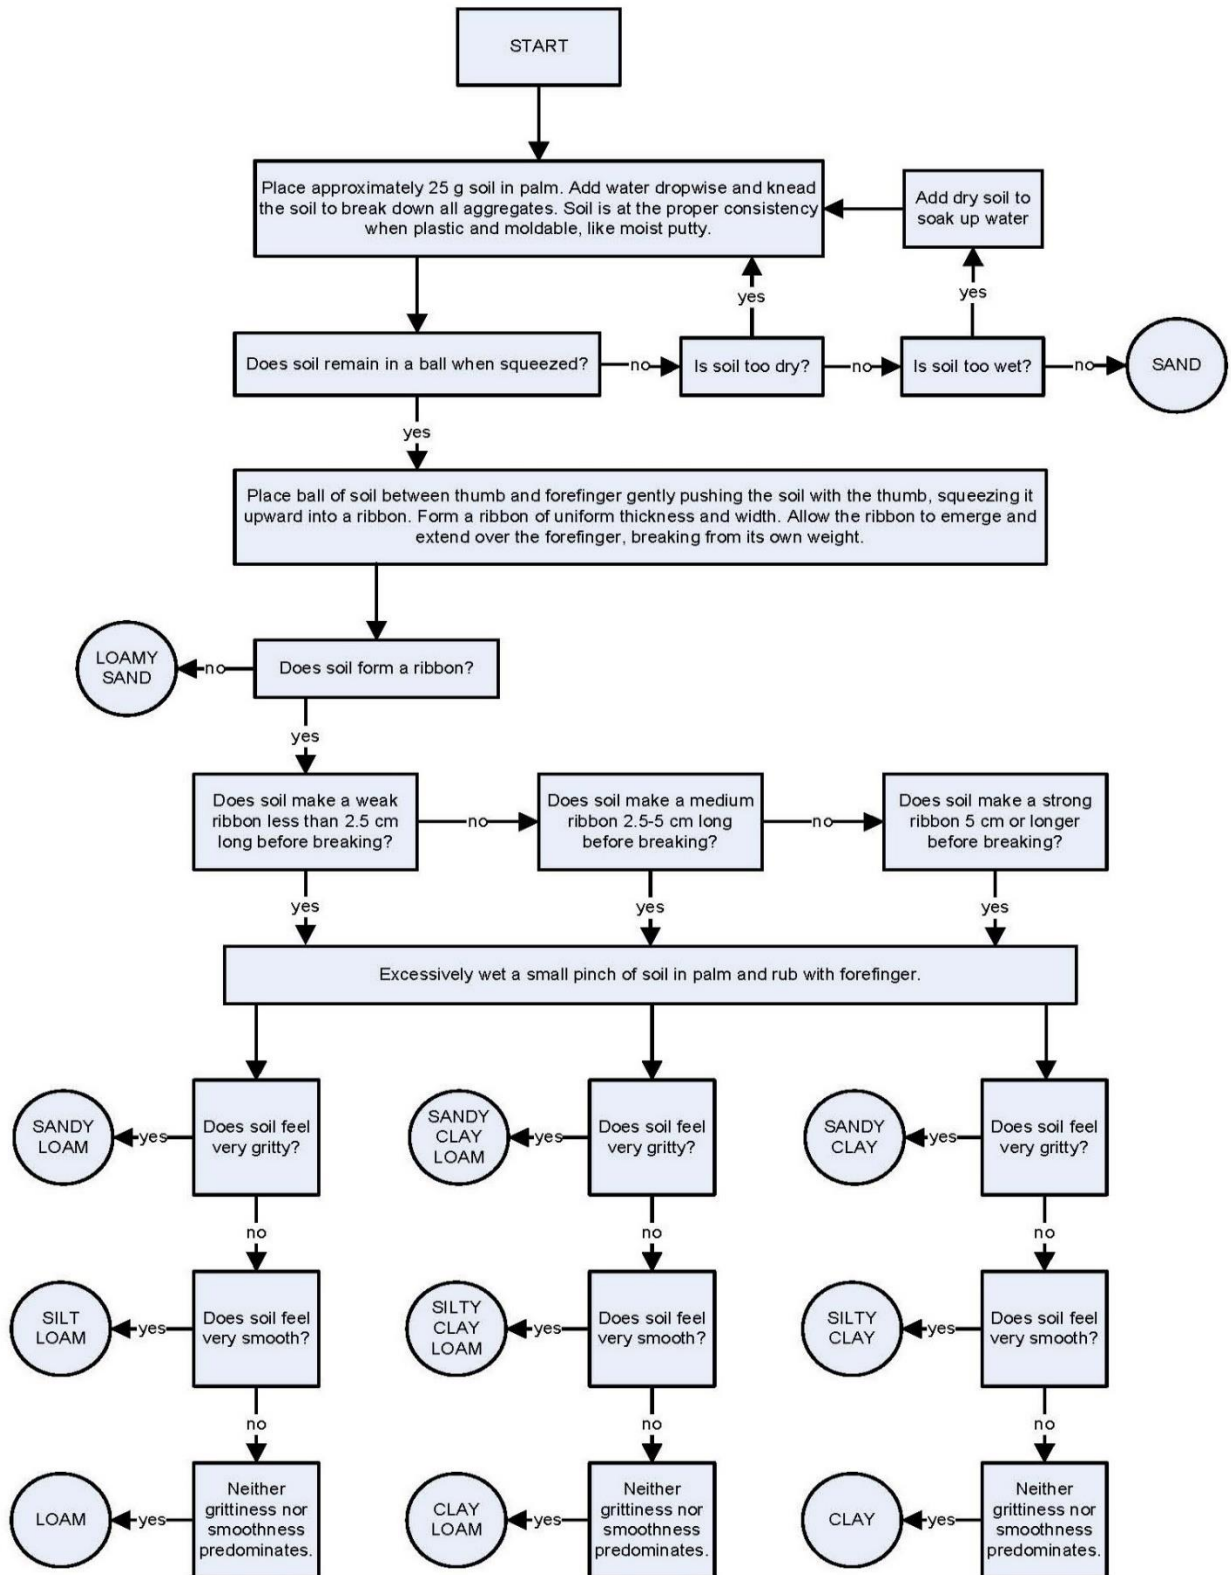 START
Place approximately 25 g soil in palm. Add water dropwise and knead
the soil to break down all aggregates. Soil is at the proper consistency
when plastic and moldable, like moist putty.
Add dry soil to
soak up water
yes
yes
Does soil remain in a ball when squeezed?
no
Is soil too dry?
no
Is soil too wet?
no
SAND
yes
Place ball of soil between thumb and forefinger gently pushing the soil with the thumb, squeezing it
upward into a ribbon. Form a ribbon of uniform thickness and width. Allow the ribbon to emerge and
extend over the forefinger, breaking from its own weight.
LOAMY
SAND
no
Does soil form a ribbon?
yes
Does soil make a weak
ribbon less than 2.5 cm
long before breaking?
no
Does soil make a medium
ribbon 2.5-5 cm long
before breaking?
no
Does soil make a strong
ribbon 5 cm or longer
before breaking?
yes
yes
yes
Excessively wet a small pinch of soil in palm and rub with forefinger.
SANDY
LOAM
yes
Does soil feel
very gritty?
SANDY
CLAY
LOAM
yes
Does soil feel
very gritty?
SANDY
CLAY
yes
Does soil feel
very gritty?
no
no
no
SILT
LOAM
yes
Does soil feel
very smooth?
SILTY
CLAY
LOAM
yes
Does soil feel
very smooth?
SILTY
CLAY
yes
Does soil feel
very smooth?
no
no
no
LOAM
yes
Neither
grittiness nor
smoothness
predominates.
CLAY
LOAM
yes
Neither
grittiness nor
smoothness
predominates.
CLAY
yes
Neither
grittiness nor
smoothness
predominates.